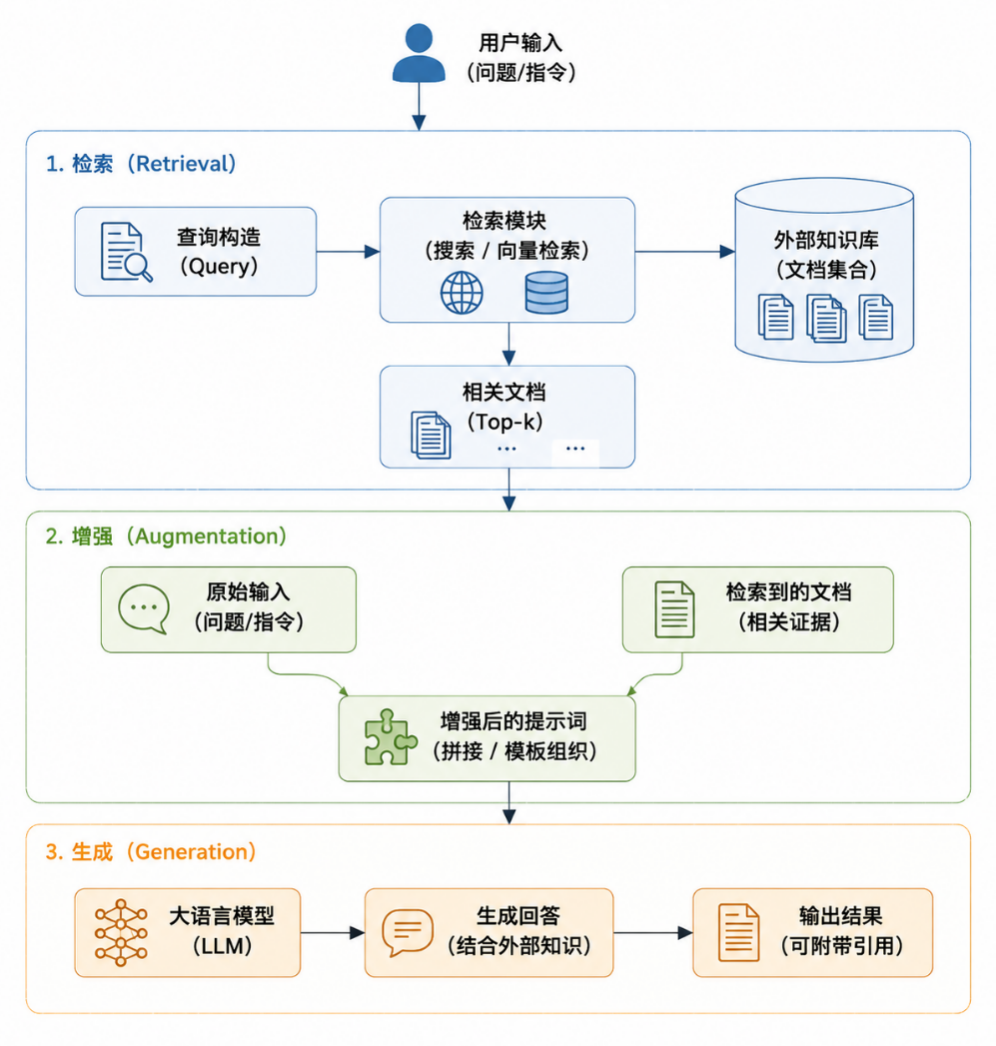 用户输入
（问题/指令）
1. 检索（Retrieval）
查询构造
（Query）
检索模块
（搜索 / 向量检索）
外部知识库
（文档集合）
相关文档
（Top-k）
... ...
2. 增强（Augmentation）
原始输入
（问题/指令）
检索到的文档
（相关证据）
增强后的提示词
（拼接 / 模板组织）
3. 生成（Generation）
大语言模型
（LLM）
生成回答
（结合外部知识）
输出结果
（可附带引用）